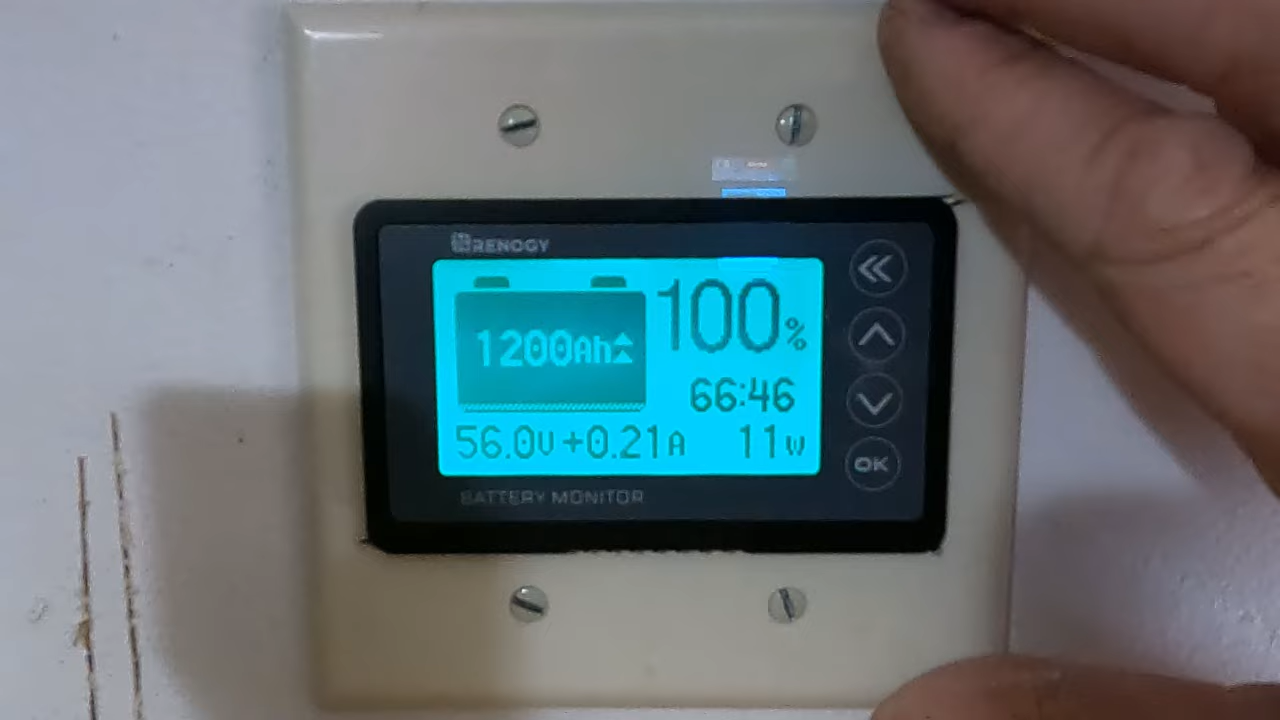 RENOGY
1200Ah
100%
66:46
56.0V +0.21A 11W
OK
BATTERY MONITOR